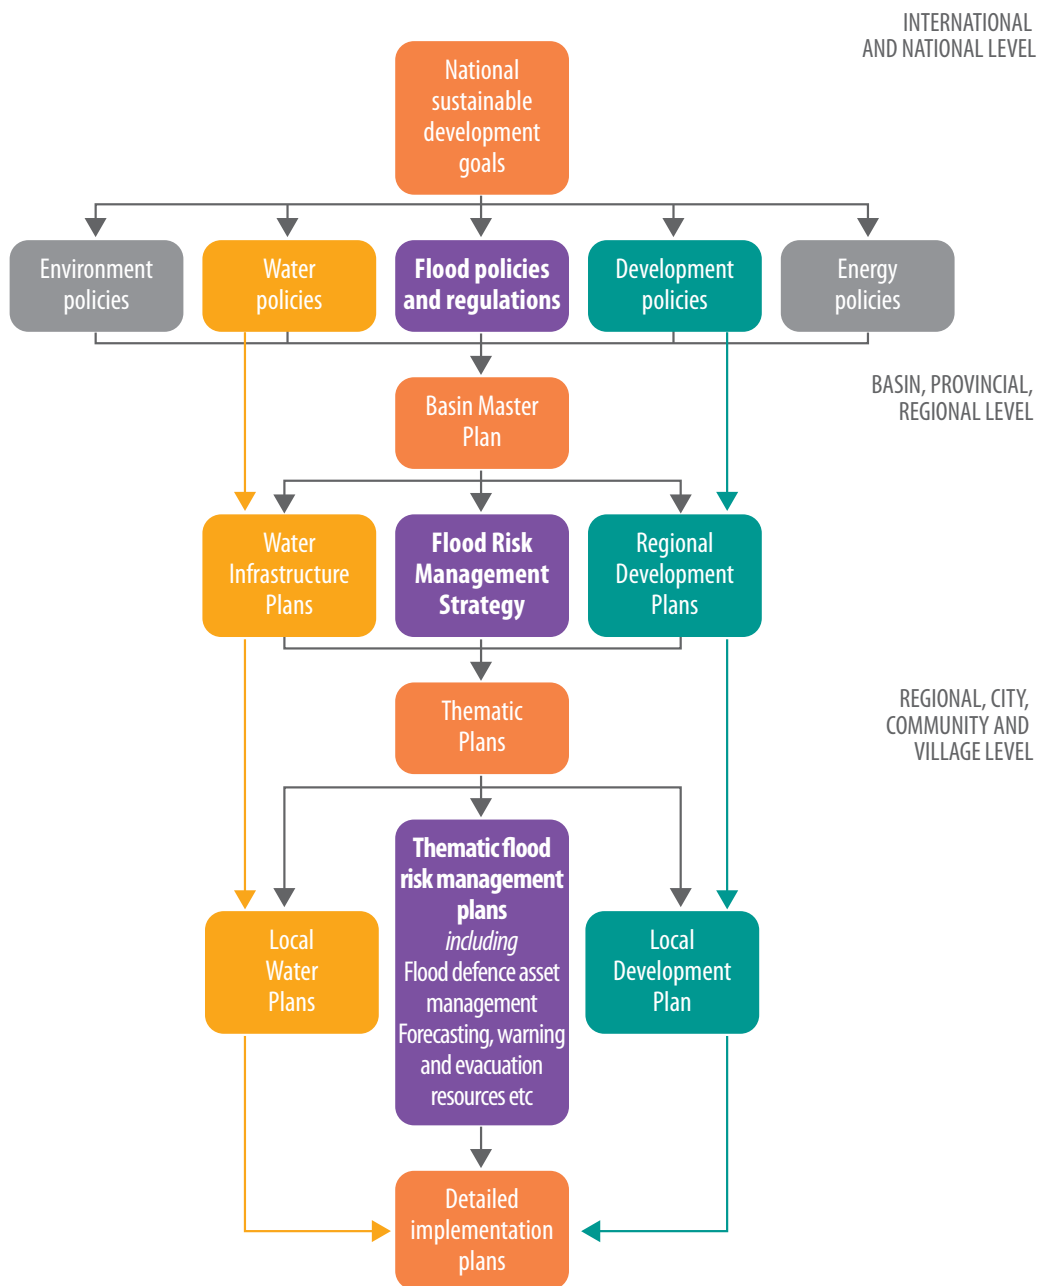 INTERNATIONAL
AND NATIONAL LEVEL
National
sustainable
development
goals
Environment
policies
Water
policies
Flood policies
and regulations
Development
policies
Energy
policies
BASIN, PROVINCIAL,
REGIONAL LEVEL
Basin Master
Plan
Water
Infrastructure
Plans
Flood Risk
Management
Strategy
Regional
Development
Plans
REGIONAL, CITY,
COMMUNITY AND
VILLAGE LEVEL
Thematic
Plans
Local
Water
Plans
Thematic flood
risk management
plans
including
Flood defence asset
management
Forecasting, warning
and evacuation
resources etc
Local
Development
Plan
Detailed
implementation
plans